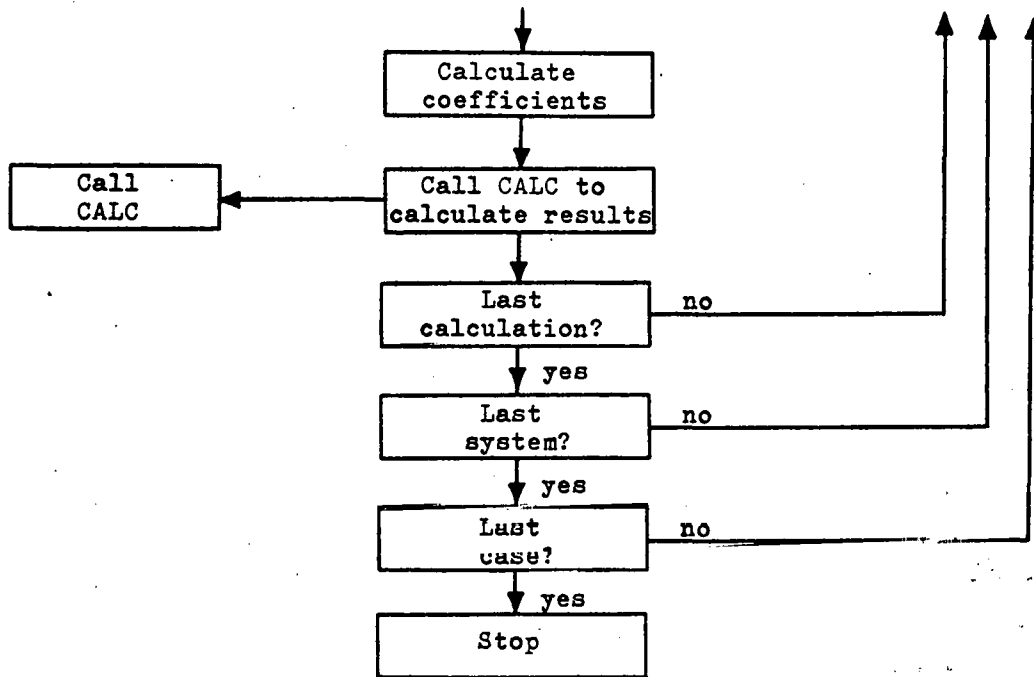 Calculate
coefficients
Call
CALC
Call CALC to
calculate results
Last
calculation?
no
yes
Last
system?
no
yes
Last
case?
no
yes
Stop